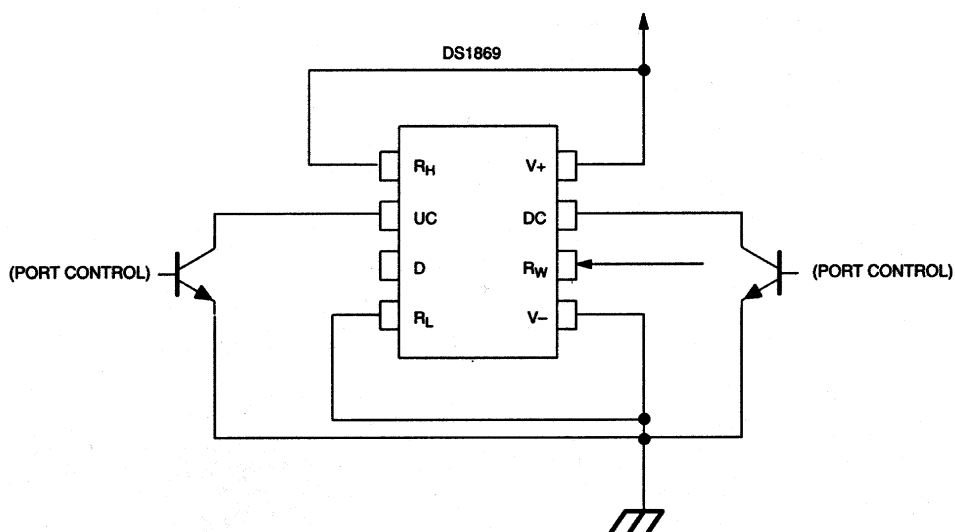 DS1869
RH V+
UC DC
(PORT CONTROL) D RW (PORT CONTROL)
RL V–